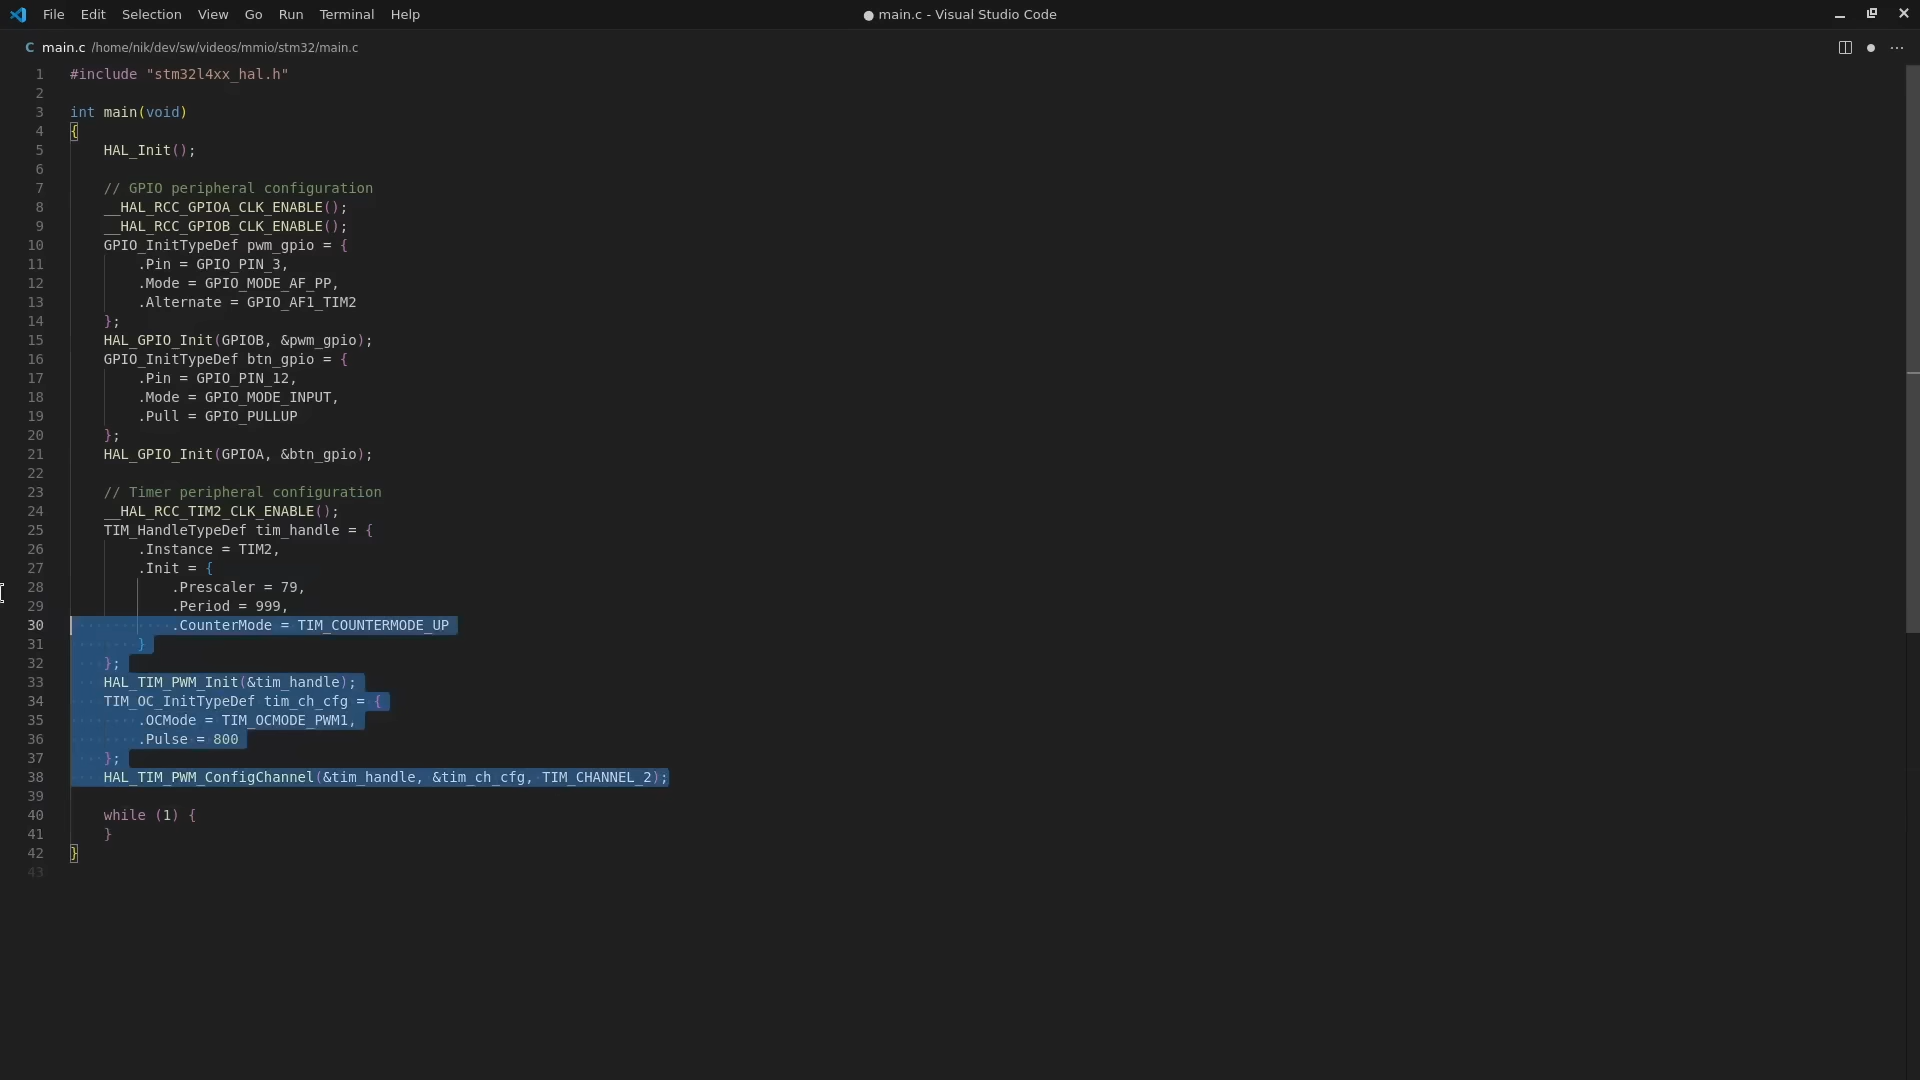 File Edit Selection View Go Run Terminal Help
● main.c - Visual Studio Code
C main.c /home/nik/dev/sw/videos/mmio/stm32/main.c
1 #include "stm32l4xx_hal.h"
2
3 int main(void)
4 {
5     HAL_Init();
6
7     // GPIO peripheral configuration
8     __HAL_RCC_GPIOA_CLK_ENABLE();
9     __HAL_RCC_GPIOB_CLK_ENABLE();
10     GPIO_InitTypeDef pwm_gpio = {
11         .Pin = GPIO_PIN_3,
12         .Mode = GPIO_MODE_AF_PP,
13         .Alternate = GPIO_AF1_TIM2
14     };
15     HAL_GPIO_Init(GPIOB, &pwm_gpio);
16     GPIO_InitTypeDef btn_gpio = {
17         .Pin = GPIO_PIN_12,
18         .Mode = GPIO_MODE_INPUT,
19         .Pull = GPIO_PULLUP
20     };
21     HAL_GPIO_Init(GPIOA, &btn_gpio);
22
23     // Timer peripheral configuration
24     __HAL_RCC_TIM2_CLK_ENABLE();
25     TIM_HandleTypeDef tim_handle = {
26         .Instance = TIM2,
27         .Init = {
28             .Prescaler = 79,
29             .Period = 999,
30             .CounterMode = TIM_COUNTERMODE_UP
31         }
32     };
33     HAL_TIM_PWM_Init(&tim_handle);
34     TIM_OC_InitTypeDef tim_ch_cfg = {
35         .OCMode = TIM_OCMODE_PWM1,
36         .Pulse = 800
37     };
38     HAL_TIM_PWM_ConfigChannel(&tim_handle, &tim_ch_cfg, TIM_CHANNEL_2);
39
40     while (1) {
41     }
42 }
43